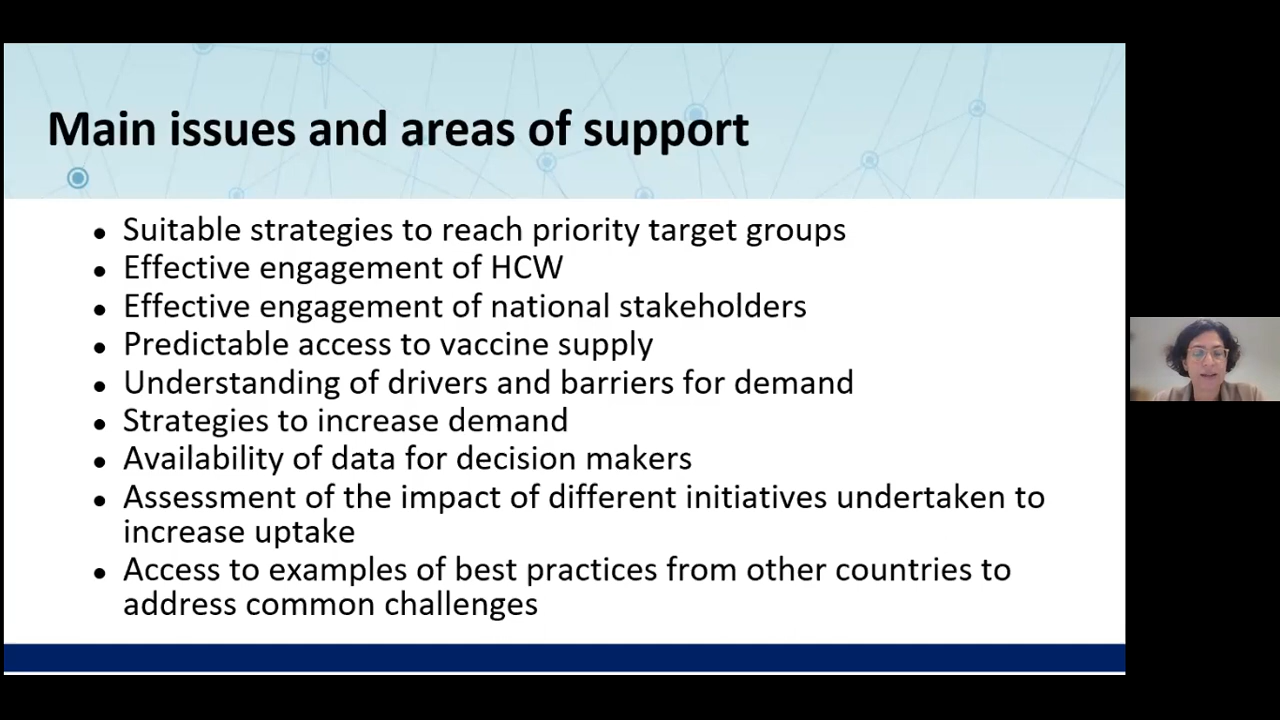 Main issues and areas of support
• Suitable strategies to reach priority target groups
• Effective engagement of HCW
• Effective engagement of national stakeholders
• Predictable access to vaccine supply
• Understanding of drivers and barriers for demand
• Strategies to increase demand
• Availability of data for decision makers
• Assessment of the impact of different initiatives undertaken to
increase uptake
• Access to examples of best practices from other countries to
address common challenges